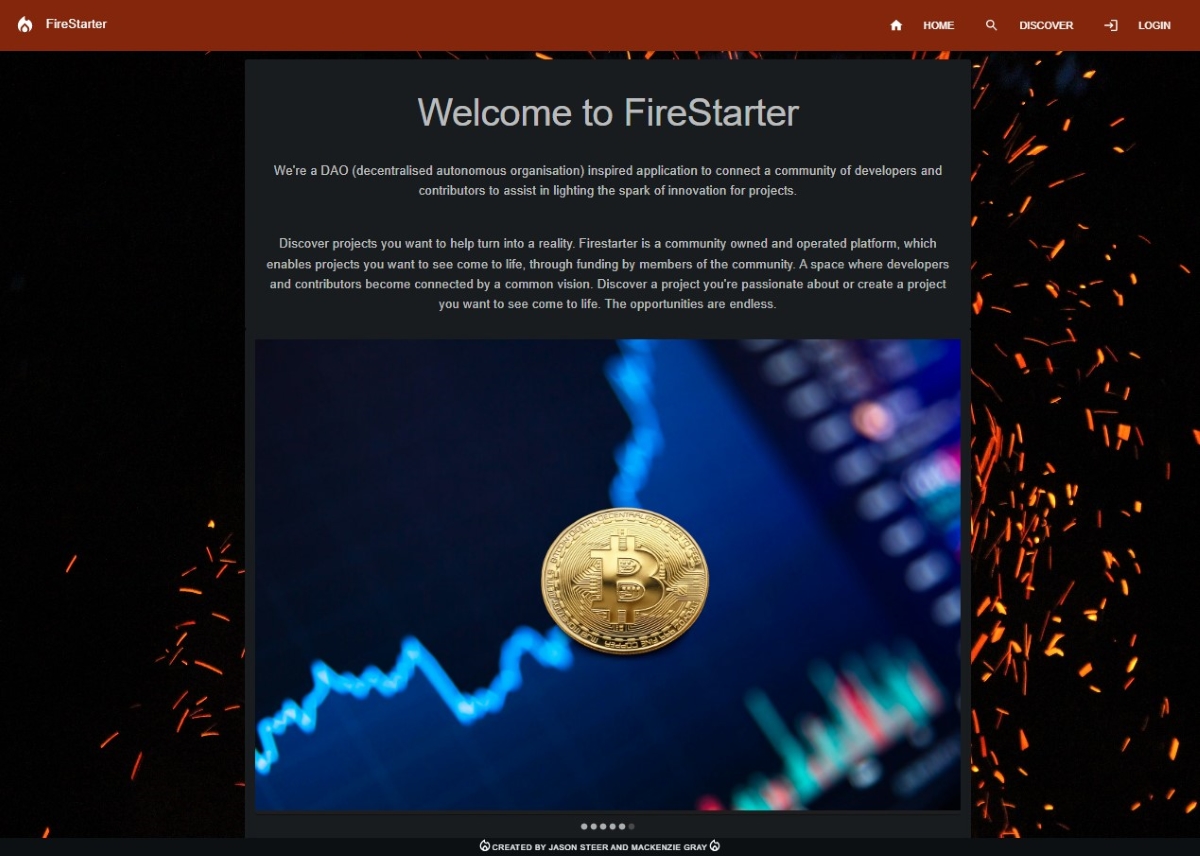 FireStarter
HOME
DISCOVER
LOGIN
Welcome to FireStarter
We're a DAO (decentralised autonomous organisation) inspired application to connect a community of developers and
contributors to assist in lighting the spark of innovation for projects.
Discover projects you want to help turn into a reality. Firestarter is a community owned and operated platform, which
enables projects you want to see come to life, through funding by members of the community. A space where developers
and contributors become connected by a common vision. Discover a project you're passionate about or create a project
you want to see come to life. The opportunities are endless.
CREATED BY JASON STEER AND MACKENZIE GRAY